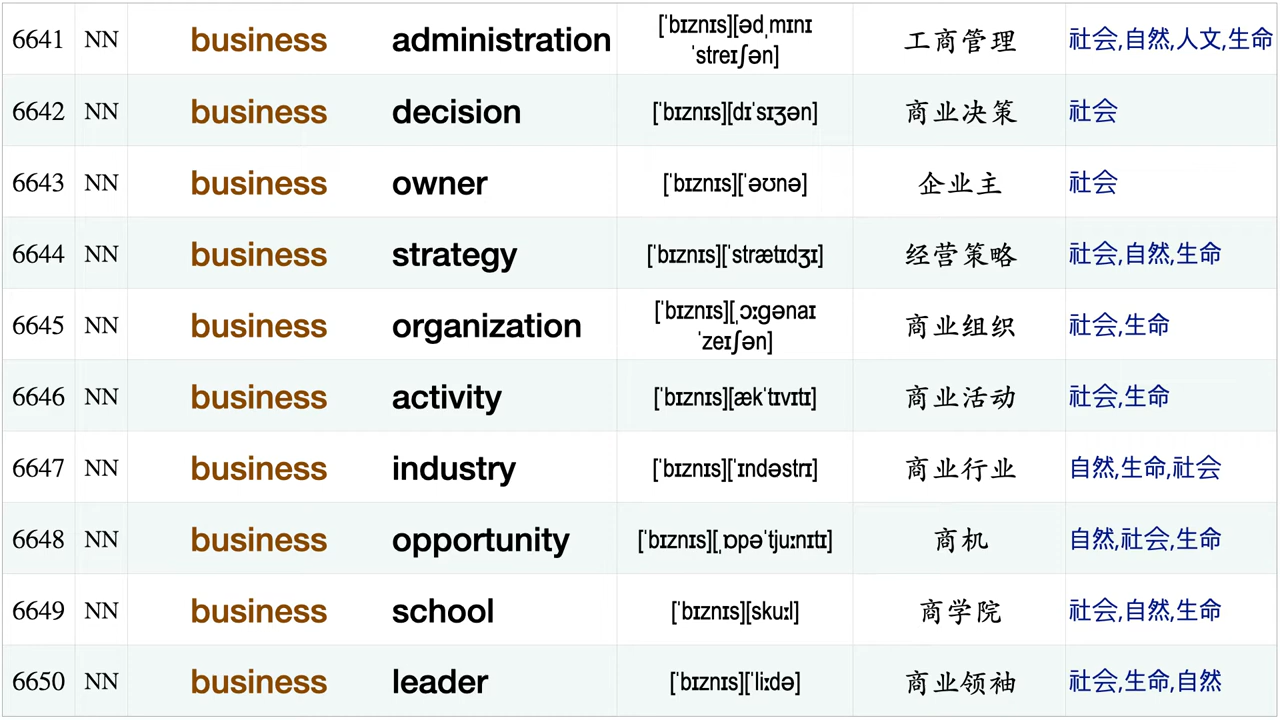 6641 NN business administration [ˈbɪznɪs][ədˌmɪnɪ 工商管理 社会,自然,人文,生命
ˈstreɪʃən]
6642 NN business decision [ˈbɪznɪs][dɪˈsɪʒən] 商业决策 社会
6643 NN business owner [ˈbɪznɪs][ˈəʊnə] 企业主 社会
6644 NN business strategy [ˈbɪznɪs][ˈstrætɪdʒɪ] 经营策略 社会,自然,生命
6645 NN business organization [ˈbɪznɪs][ˌɔːgənaɪ 商业组织 社会,生命
ˈzeɪʃən]
6646 NN business activity [ˈbɪznɪs][ækˈtɪvɪtɪ] 商业活动 社会,生命
6647 NN business industry [ˈbɪznɪs][ˈɪndəstrɪ] 商业行业 自然,生命,社会
6648 NN business opportunity [ˈbɪznɪs][ˌɒpəˈtjuːnɪtɪ] 商机 自然,社会,生命
6649 NN business school [ˈbɪznɪs][skuːl] 商学院 社会,自然,生命
6650 NN business leader [ˈbɪznɪs][ˈliːdə] 商业领袖 社会,生命,自然